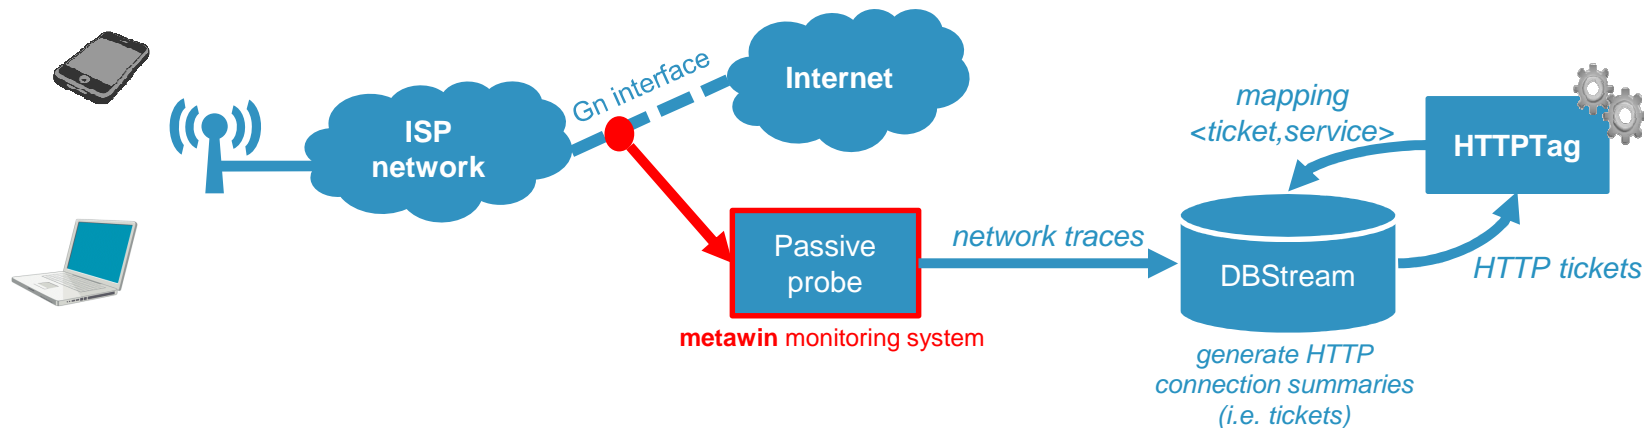 Gn interface
Internet
ISP
network
mapping
<ticket,service>
HTTPTag
Passive
probe
network traces
DBStream
HTTP tickets
metawin monitoring system
generate HTTP
connection summaries
(i.e. tickets)